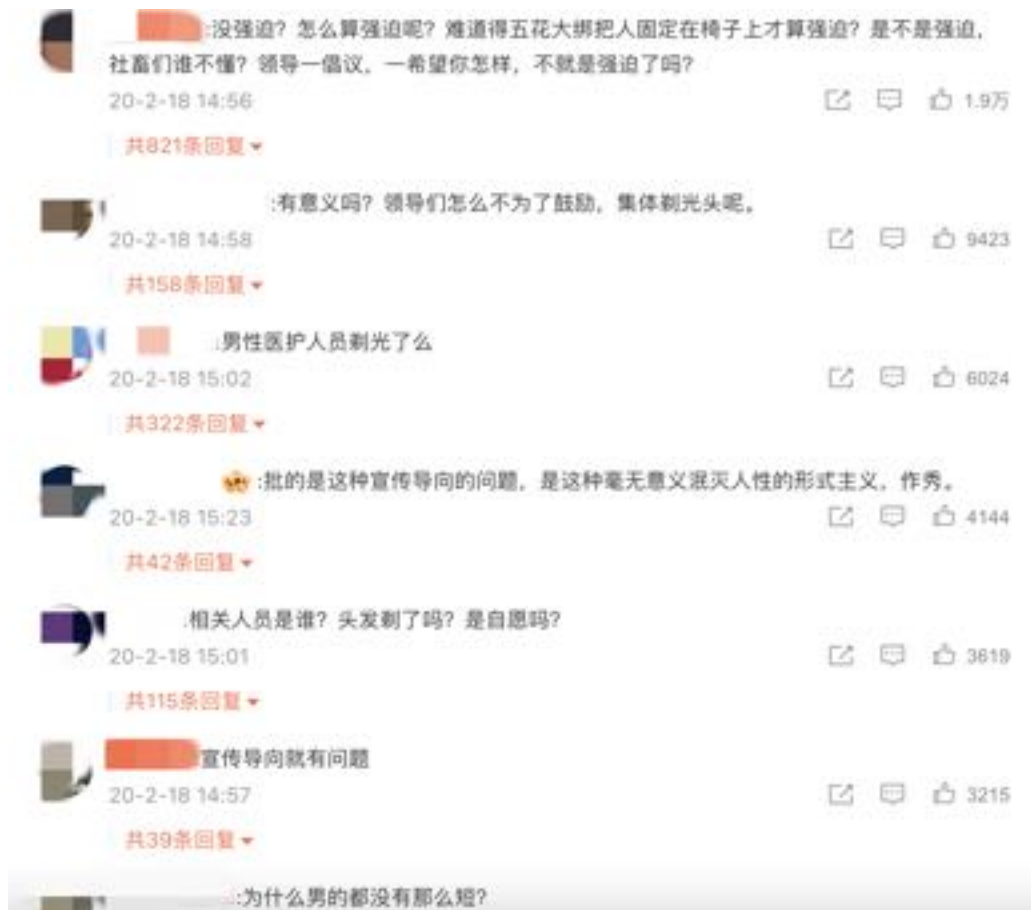 :没强迫?怎么算强迫呢?难道得五花大绑把人固定在椅子上才算强迫?是不是强迫,
社畜们谁不懂?领导一倡议,一希望你怎样,不就是强迫了吗?
20-2-18 14:56 1.9万
共821条回复
:有意义吗?领导们怎么不为了鼓励,集体剃光头呢。
20-2-18 14:58 9423
共158条回复
:男性医护人员剃光了么
20-2-18 15:02 6024
共322条回复
:批的是这种宣传导向的问题,是这种毫无意义泯灭人性的形式主义,作秀。
20-2-18 15:23 4144
共42条回复
相关人员是谁?头发剃了吗?是自愿吗?
20-2-18 15:01 3619
共115条回复
宣传导向就有问题
20-2-18 14:57 3215
共39条回复
:为什么男的都没有那么短?